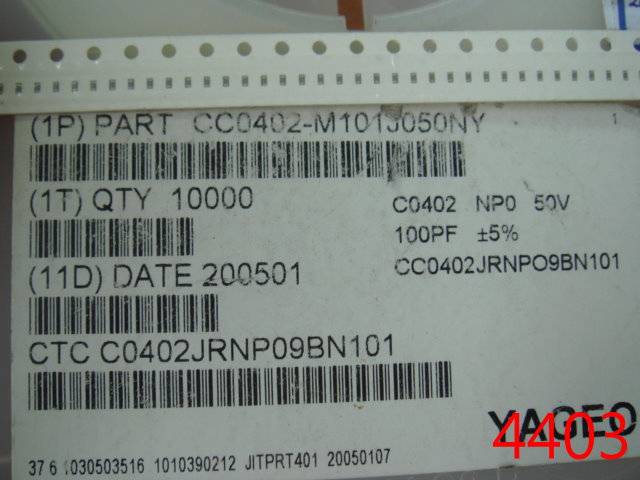 (1P) PART CC0402-M101J050NY
1
(1T) QTY 10000
C0402 NP0 50V
100PF ±5%
(11D) DATE 200501
CC0402JRNPO9BN101
CTC C0402JRNP09BN101
YAGEO
4403
37 6 1030503516 1010390212 JITPRT401 20050107